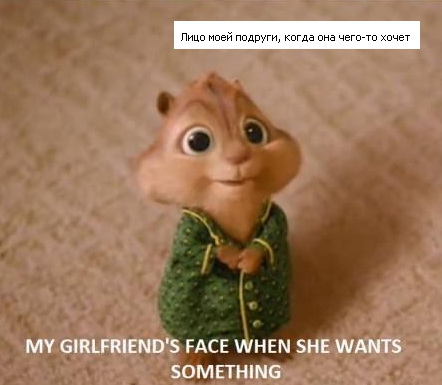 Лицо моей подруги, когда она чего-то хочет
MY GIRLFRIEND'S FACE WHEN SHE WANTS
SOMETHING